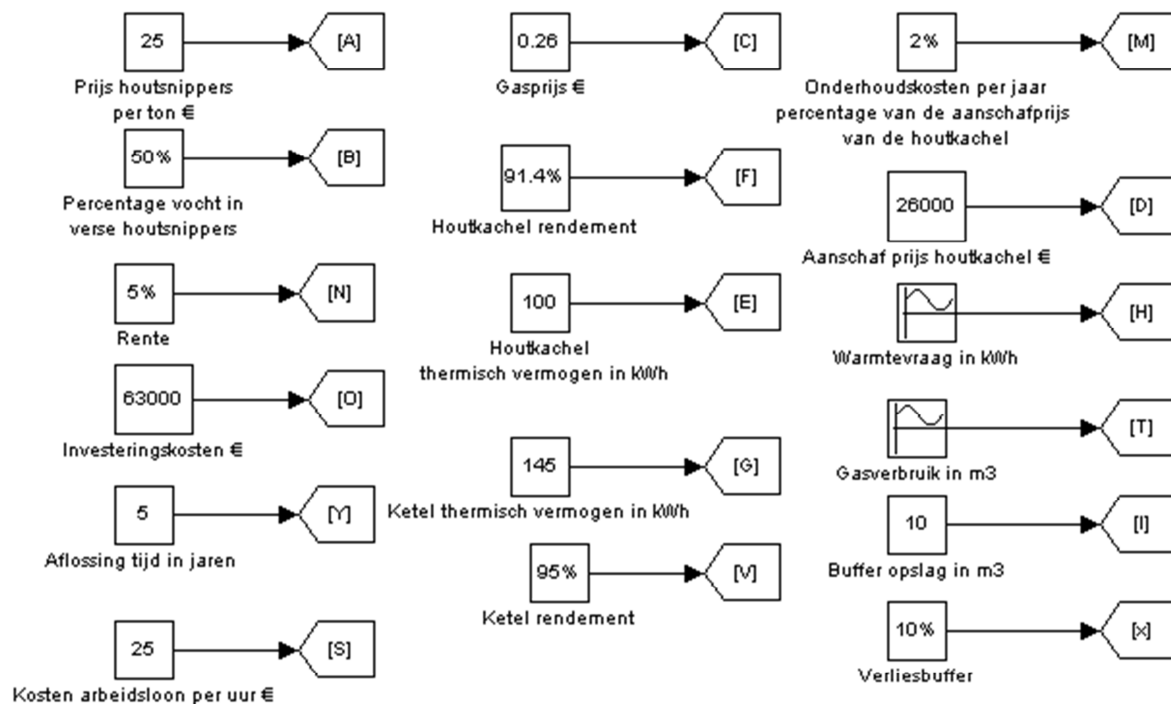 25
[A]
Prijs houtsnippers
per ton €
50%
[B]
Percentage vocht in
verse houtsnippers
5%
[N]
Rente
63000
[O]
Investeringskosten €
5
[Y]
Aflossing tijd in jaren
25
[S]
Kosten arbeidsloon per uur €
0.26
[C]
Gasprijs €
91.4%
[F]
Houtkachel rendement
100
[E]
Houtkachel
thermisch vermogen in kWh
145
[G]
Ketel thermisch vermogen in kWh
95%
[V]
Ketel rendement
2%
[M]
Onderhoudskosten per jaar
percentage van de aanschafprijs
van de houtkachel
26000
[D]
Aanschaf prijs houtkachel €
[H]
Warmtevraag in kWh
[T]
Gasverbruik in m3
10
[I]
Buffer opslag in m3
10%
[x]
Verliesbuffer